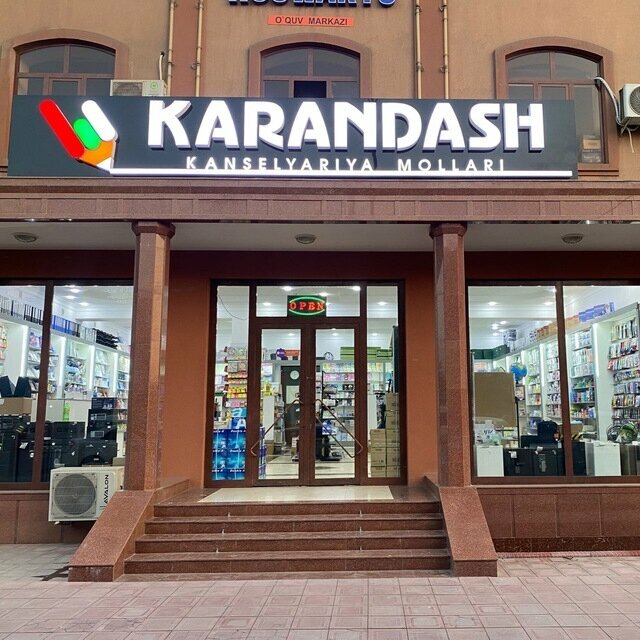 O`QUV MARKAZI
KARANDASH
KANSELYARIYA MOLLARI
OPEN
AVALON